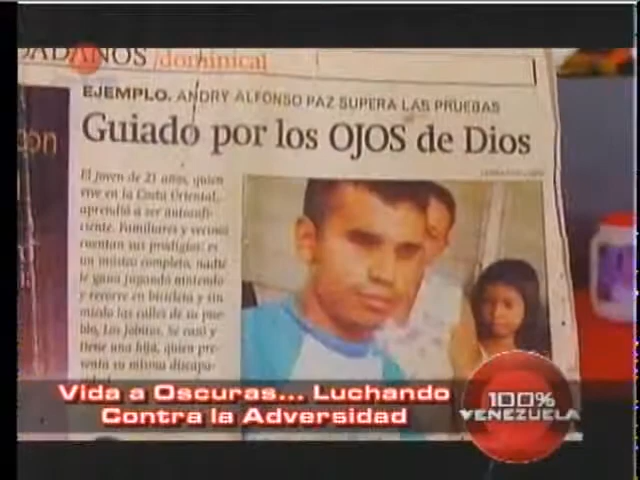 DADANOS /dominical
EJEMPLO. ANDRY ALFONSO PAZ SUPERA LAS PRUEBAS
Guiado por los OJOS de Dios
El joven de 21 años, quien
vive en la Costa Oriental,
aprendió a ser autosufi-
ciente. Familiares y vecinos
cuentan sus prodigios: es
un músico completo, nadie
le gana jugando nintendo
y recorre en bicicleta y sin
miedo las calles de su pue-
blo, Los Jobitos. Se casó y
tiene una hija, quien pre-
senta su misma discapa-
Vida a Oscuras... Luchando
Contra la Adversidad
100%
VENEZUELA